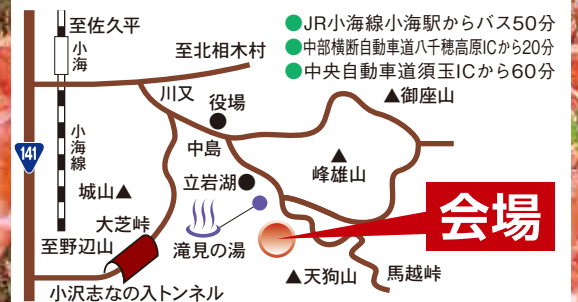 ●JR小海線小海駅からバス50分
●中部横断自動車道八千穂高原ICから20分
●中央自動車道須玉ICから60分
至佐久平
小海
至北相木村
川又
役場
▲御座山
小海線
141
中島
峰雄山
城山▲
立岩湖
会場
大芝峠
滝見の湯
至野辺山
▲天狗山
馬越峠
小沢志なの入トンネル